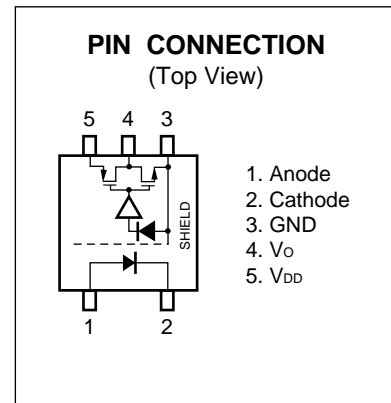 PIN CONNECTION
(Top View)
5 4 3
SHIELD
1. Anode
2. Cathode
3. GND
4. VO
5. VDD
1 2